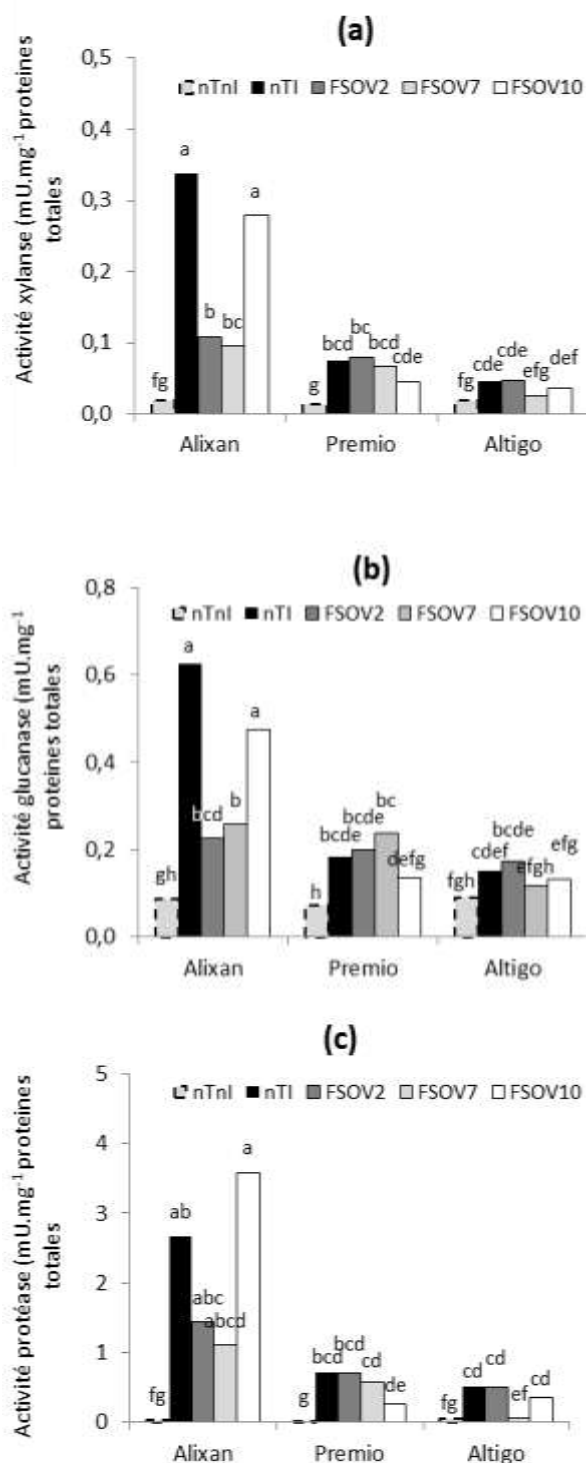 (a)
Activité xylanse (mU.mg-1 proteines
totales
0,5
nTnI nTI FSOV2 FSOV7 FSOV10
0,4
a
a
0,3
0,2
b
bc
bcd
bc
bcd
cde
cde
cde
efg
def
0,1
fg
g
fg
0,0
Alixan Premio Altigo
(b)
Activité glucanase (mU.mg-1
proteines totales
0,8
nTnI nTI FSOV2 FSOV7 FSOV10
a
0,6
a
0,4
bcd
b
bcde
bcde
bc
defg
cdef
bcde
efgh
efg
0,2
gh
h
fgh
0,0
Alixan Premio Altigo
(c)
Activité protéase (mU.mg-1 proteines
totales
5
nTnI nTI FSOV2 FSOV7 FSOV10
4
a
3
ab
2
abc
abcd
bcd
bcd
cd
de
cd
cd
ef
cd
1
fg
g
fg
0
Alixan Premio Altigo